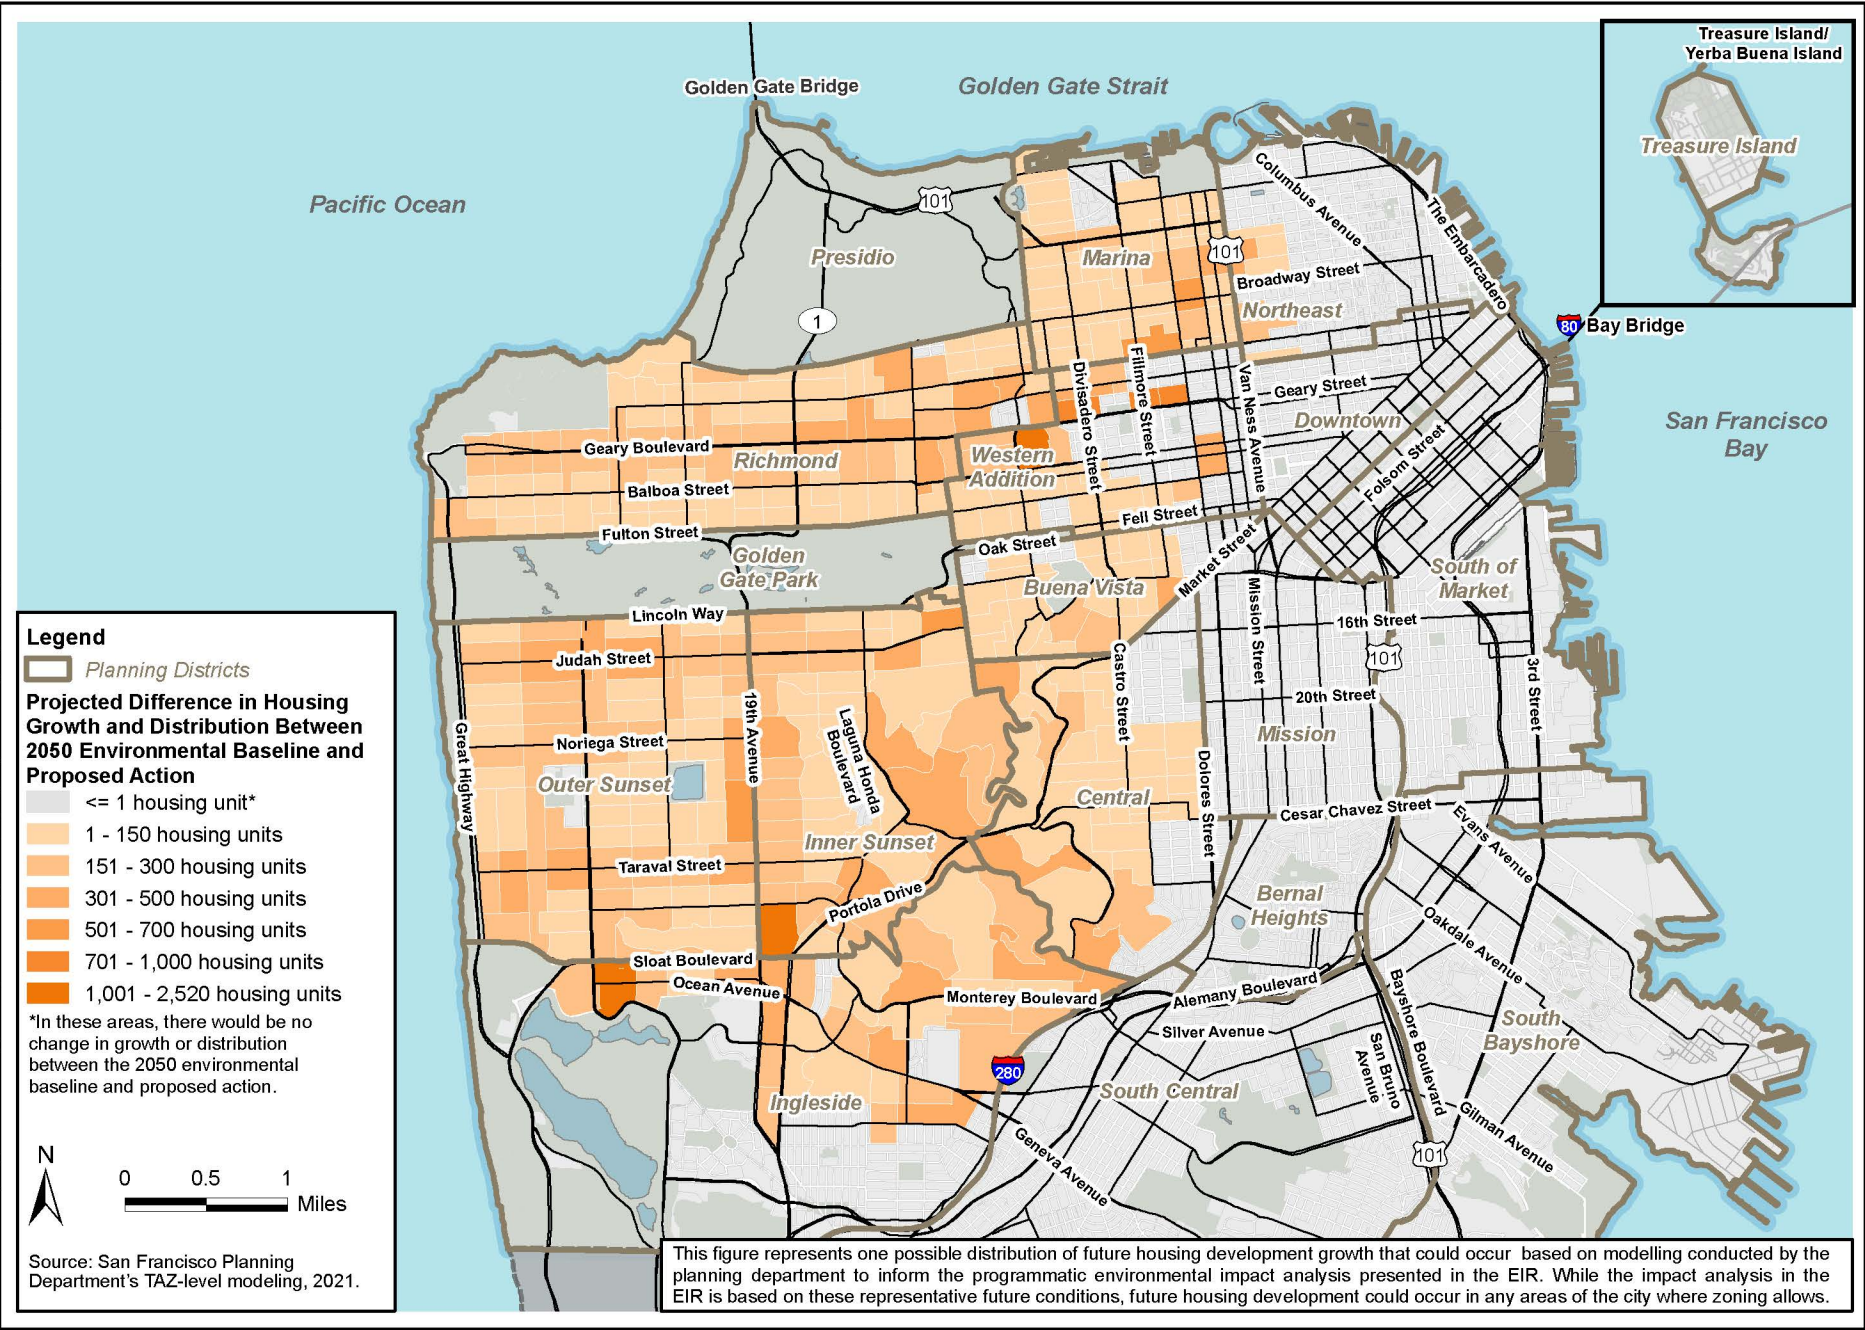 Treasure Island/
Yerba Buena Island
Treasure Island
Golden Gate Bridge
Golden Gate Strait
Pacific Ocean
101
Columbus Avenue
The Embarcadero
Presidio
Marina
101
Broadway Street
Northeast
1
80
Bay Bridge
Divisadero Street
Fillmore Street
Van Ness Avenue
Geary Street
Downtown
San Francisco
Bay
Geary Boulevard
Richmond
Western
Addition
Folsom Street
Balboa Street
Fell Street
Fulton Street
Oak Street
Market Street
Golden
Gate Park
Buena Vista
South of
Market
Lincoln Way
Mission Street
16th Street
Judah Street
Castro Street
101
3rd Street
20th Street
19th Avenue
Laguna Honda
Boulevard
Great Highway
Noriega Street
Mission
Outer Sunset
Dolores Street
Central
Cesar Chavez Street
Evans Avenue
Inner Sunset
Taraval Street
Portola Drive
Bernal
Heights
Oakdale Avenue
Sloat Boulevard
Ocean Avenue
Monterey Boulevard
Alemany Boulevard
Bayshore Boulevard
Silver Avenue
South
Bayshore
San Bruno
Avenue
280
South Central
Ingleside
Geneva Avenue
Gilman Avenue
101
Legend
Planning Districts
Projected Difference in Housing
Growth and Distribution Between
2050 Environmental Baseline and
Proposed Action
<= 1 housing unit*
1 - 150 housing units
151 - 300 housing units
301 - 500 housing units
501 - 700 housing units
701 - 1,000 housing units
1,001 - 2,520 housing units
*In these areas, there would be no
change in growth or distribution
between the 2050 environmental
baseline and proposed action.
N
0 0.5 1
Miles
Source: San Francisco Planning
Department's TAZ-level modeling, 2021.
This figure represents one possible distribution of future housing development growth that could occur based on modelling conducted by the
planning department to inform the programmatic environmental impact analysis presented in the EIR. While the impact analysis in the
EIR is based on these representative future conditions, future housing development could occur in any areas of the city where zoning allows.